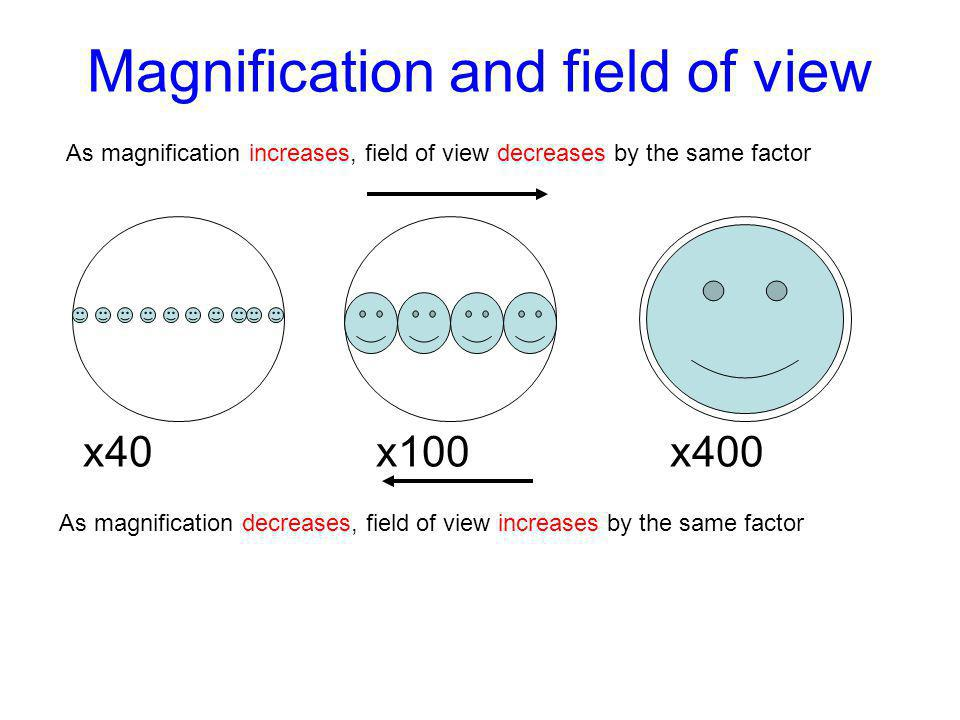 Magnification and field of view
As magnification increases, field of view decreases by the same factor
x40 x100 x400
As magnification decreases, field of view increases by the same factor